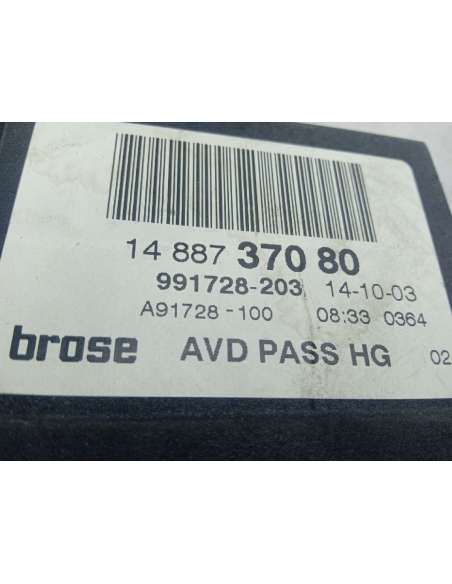 14 887 370 80
991728-203 14-10-03
A91728-100 08:33 0364
brose AVD PASS HG 02